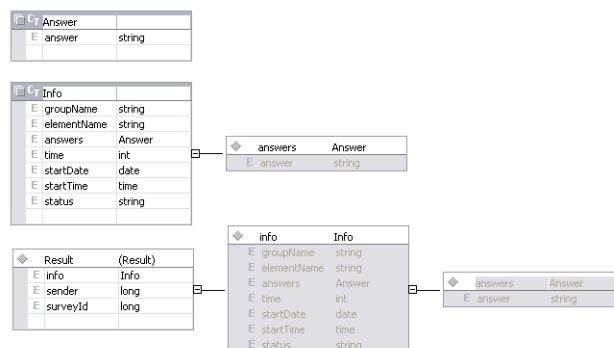 CT Answer
E answer string
CT Info
E groupName string
E elementName string
E answers Answer
E time int
E startDate date
E startTime time
E status string
answers Answer
E answer string
Result (Result)
E info Info
E sender long
E surveyId long
info Info
E groupName string
E elementName string
E answers Answer
E time int
E startDate date
E startTime time
E status string
answers Answer
E answer string